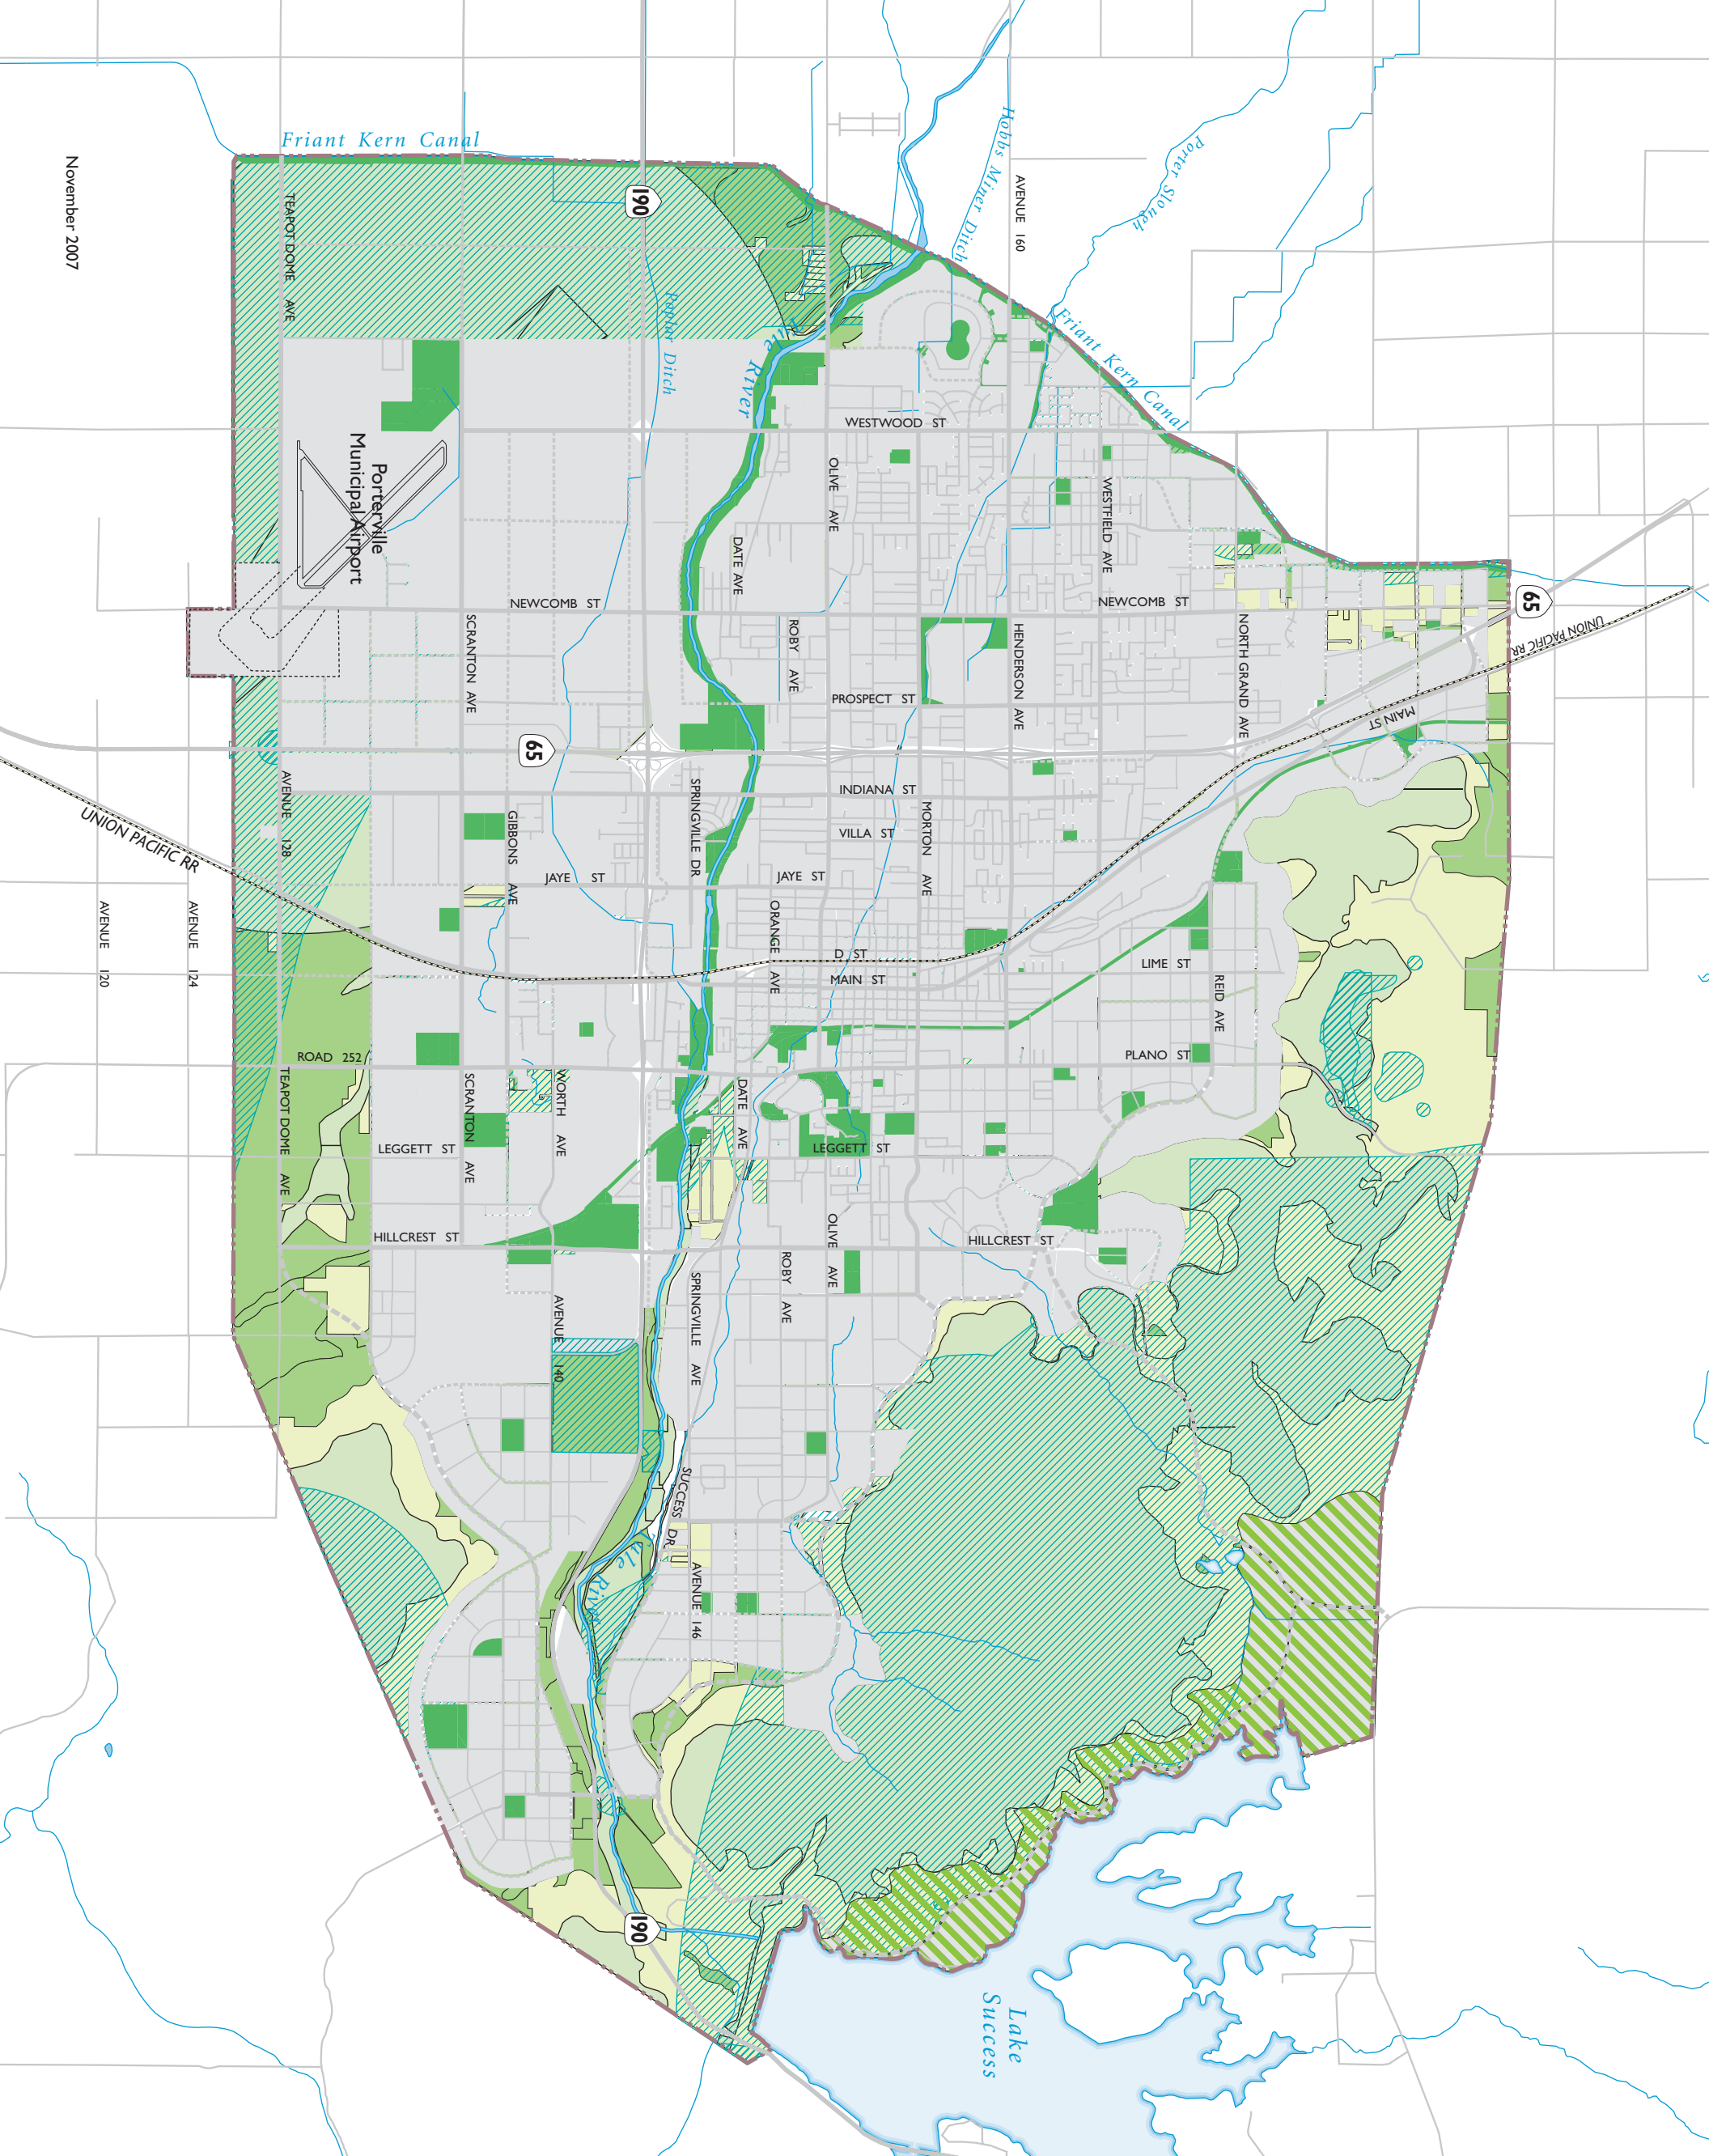 Friant Kern Canal
November 2007
TEAPOT DOME AVE
190
Poplar Ditch
Tule River
Hobbs Miner Ditch
AVENUE 160
Porter Slough
Friant Kern Canal
WESTWOOD ST
OLIVE AVE
WESTFIELD AVE
Porterville
Municipal Airport
DATE AVE
NEWCOMB ST
NEWCOMB ST
65
UNION PACIFIC RR
SCRANTON AVE
ROBY AVE
HENDERSON AVE
NORTH GRAND AVE
PROSPECT ST
MAIN ST
65
AVENUE 128
SPRINGVILLE DR
INDIANA ST
VILLA ST
MORTON AVE
GIBBONS AVE
UNION PACIFIC RR
JAYE ST
JAYE ST
AVENUE 120
AVENUE 124
ORANGE AVE
D ST
MAIN ST
LIME ST
REID AVE
ROAD 252
PLANO ST
TEAPOT DOME AVE
SCRANTON AVE
WORTH AVE
DATE AVE
LEGGETT ST
LEGGETT ST
HILLCREST ST
HILLCREST ST
OLIVE AVE
ROBY AVE
SPRINGVILLE AVE
AVENUE 140
SUCCESS DR
Tule River
AVENUE 146
190
Lake
Success